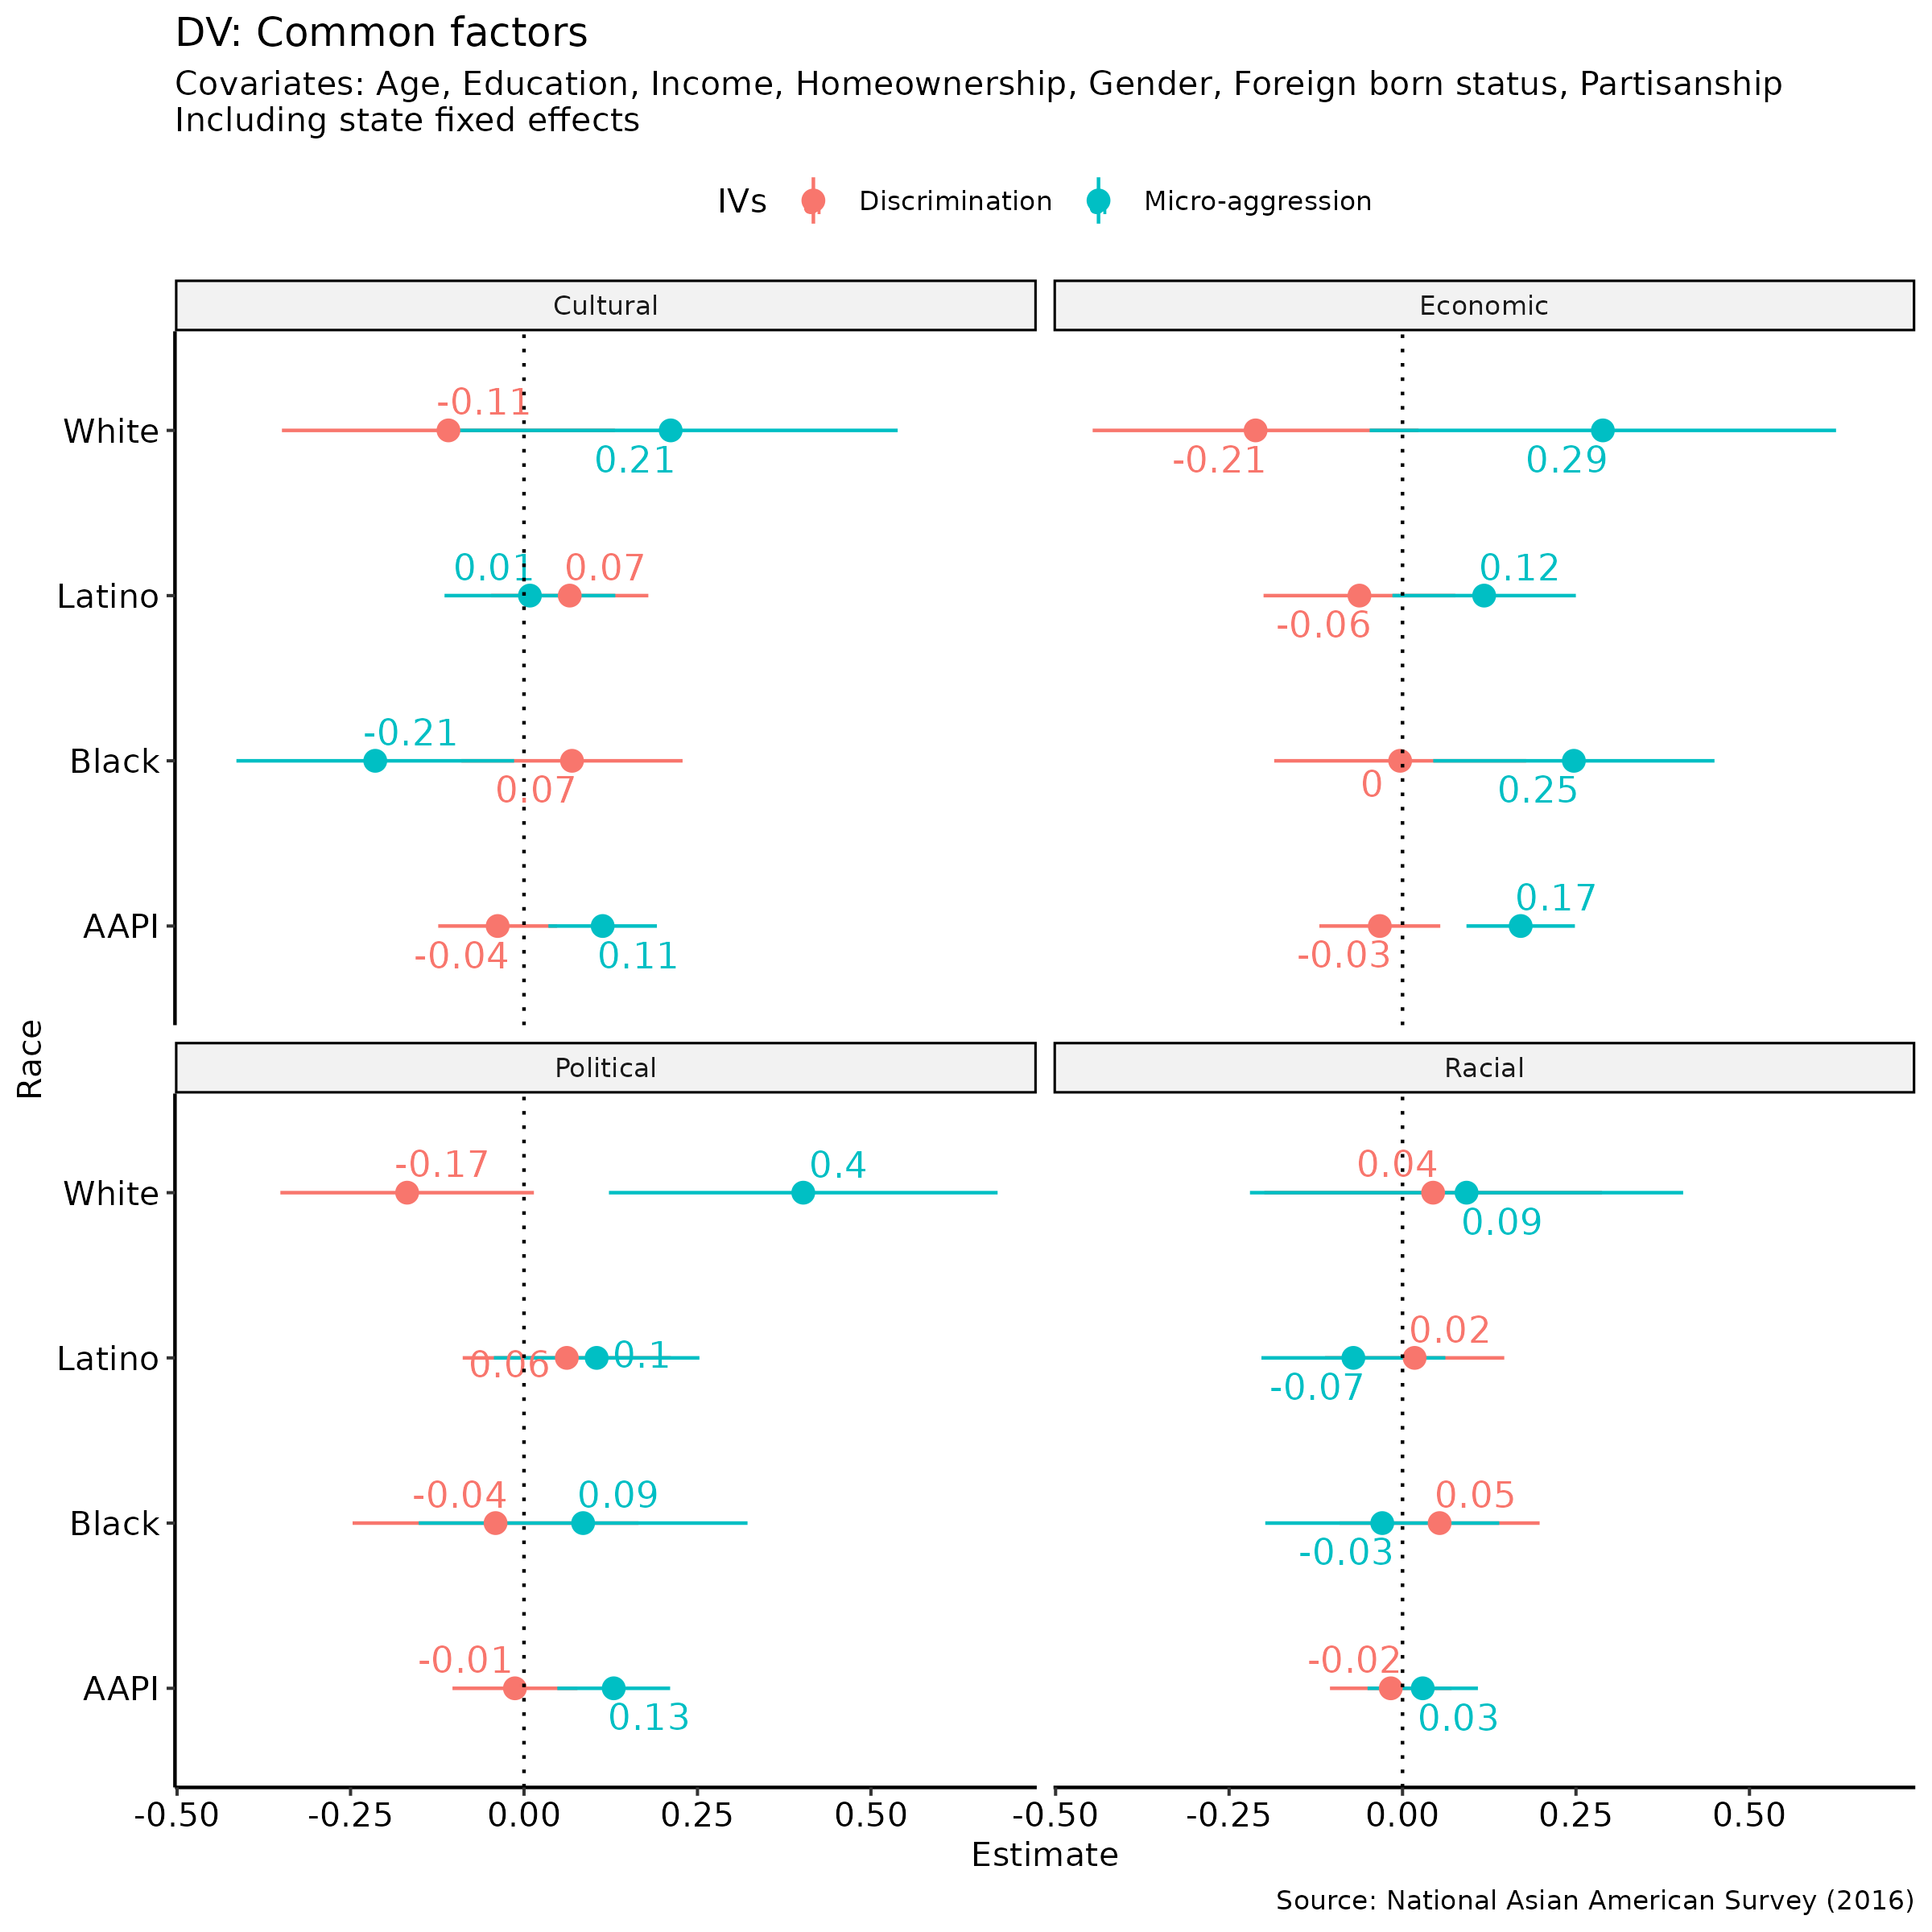 DV: Common factors
Covariates: Age, Education, Income, Homeownership, Gender, Foreign born status, Partisanship
Including state fixed effects
IVs Discrimination Micro-aggression
Cultural Economic
White -0.11 0.21 -0.21 0.29
Latino 0.01 0.07 -0.06 0.12
Black -0.21 0.07 0 0.25
AAPI -0.04 0.11 -0.03 0.17
Race
Political Racial
White -0.17 0.4 0.04 0.09
Latino 0.06 0.1 -0.07 0.02
Black -0.04 0.09 -0.03 0.05
AAPI -0.01 0.13 -0.02 0.03
-0.50 -0.25 0.00 0.25 0.50 -0.50 -0.25 0.00 0.25 0.50
Estimate
Source: National Asian American Survey (2016)